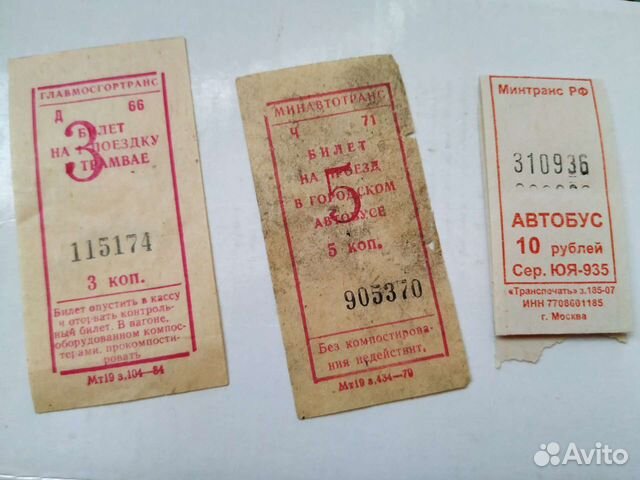 ГЛАВМОСГОРТРАНС
Д 66
3
БИЛЕТ
НА 1 ПОЕЗДКУ
В ТРАМВАЕ
115174
3 КОП.
Билет опустить в кассу
и оторвать контроль-
ный билет. В вагоне,
оборудованном компос-
терами, прокомпости-
ровать
Мт19 з.104—84
МИНАВТОТРАНС
Ч 71
5
БИЛЕТ
НА ПРОЕЗД
В ГОРОДСКОМ
АВТОБУСЕ
5 КОП.
905370
Без компостирова-
ния недействит.
Мт19 з.434—79
Минтранс РФ
310936
АВТОБУС
10 рублей
Сер. ЮЯ-935
«Транспечать» з.185-07
ИНН 7708601185
г. Москва
Avito